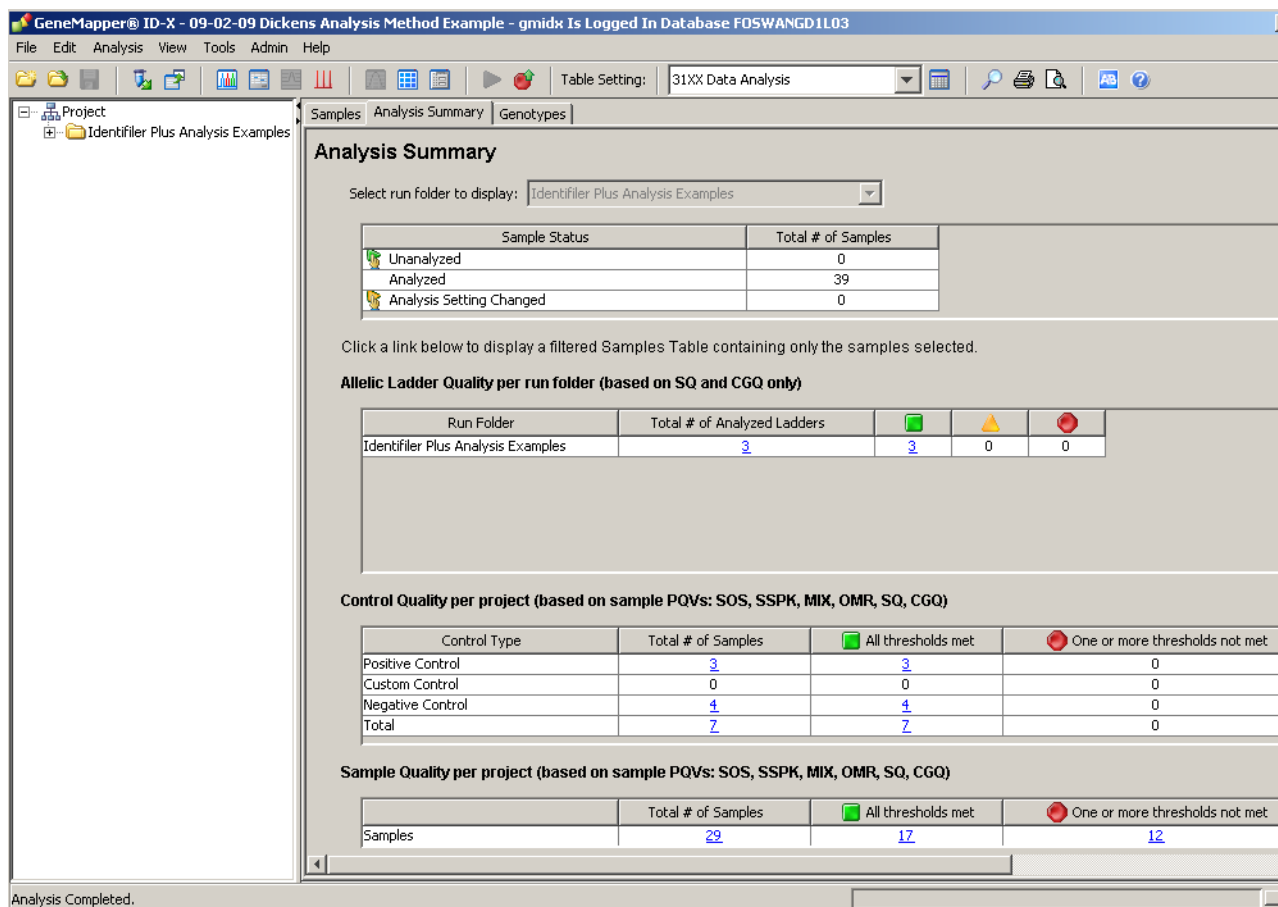 GeneMapper® ID-X - 09-02-09 Dickens Analysis Method Example - gmidx Is Logged In Database FOSWANGD1L03
File Edit Analysis View Tools Admin Help
Table Setting: 31XX Data Analysis AB ?
Project
Identifiler Plus Analysis Examples
Samples Analysis Summary Genotypes
Analysis Summary
Select run folder to display: Identifiler Plus Analysis Examples
Sample Status Total # of Samples
Unanalyzed 0
Analyzed 39
Analysis Setting Changed 0
Click a link below to display a filtered Samples Table containing only the samples selected.
Allelic Ladder Quality per run folder (based on SQ and CGQ only)
Run Folder Total # of Analyzed Ladders
Identifiler Plus Analysis Examples 3 3 0 0
Control Quality per project (based on sample PQVs: SOS, SSPK, MIX, OMR, SQ, CGQ)
Control Type Total # of Samples All thresholds met One or more thresholds not met
Positive Control 3 3 0
Custom Control 0 0 0
Negative Control 4 4 0
Total 7 7 0
Sample Quality per project (based on sample PQVs: SOS, SSPK, MIX, OMR, SQ, CGQ)
Total # of Samples All thresholds met One or more thresholds not met
Samples 29 17 12
Analysis Completed.